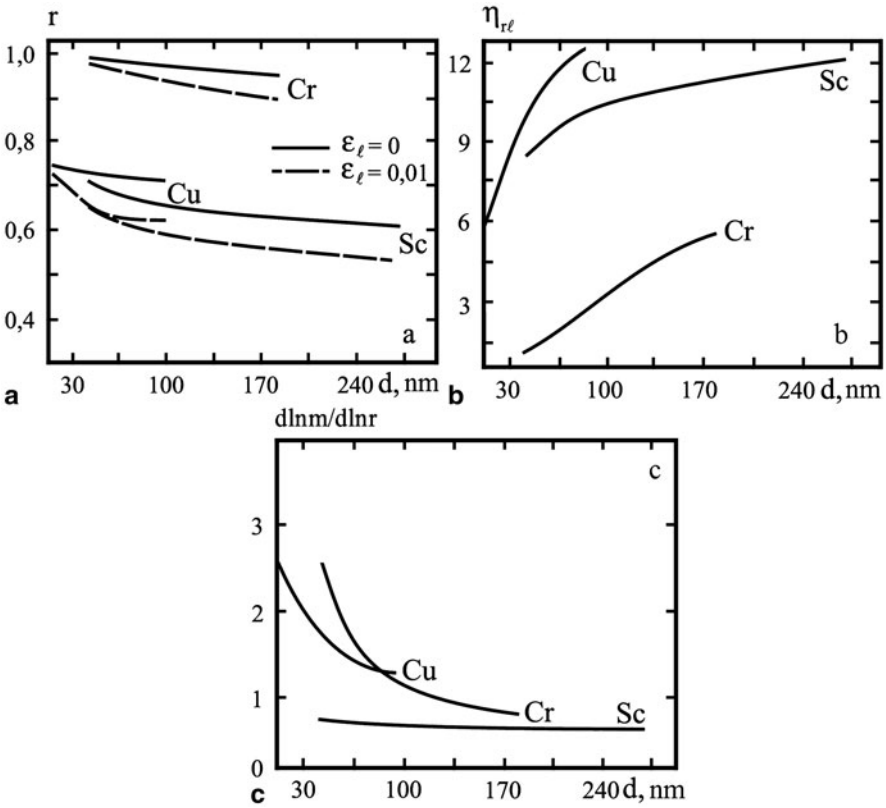 r
1,0
0,8
0,6
0,4
Cr
ε_ℓ = 0
ε_ℓ = 0,01
Cu
Sc
a
30 100 170 240 d, nm
a
η_rℓ
12
9
6
3
Cu
Sc
Cr
b
30 100 170 240 d, nm
b
dlnm/dlnr
3
2
1
0
c
Cu
Cr
Sc
30 100 170 240 d, nm
c